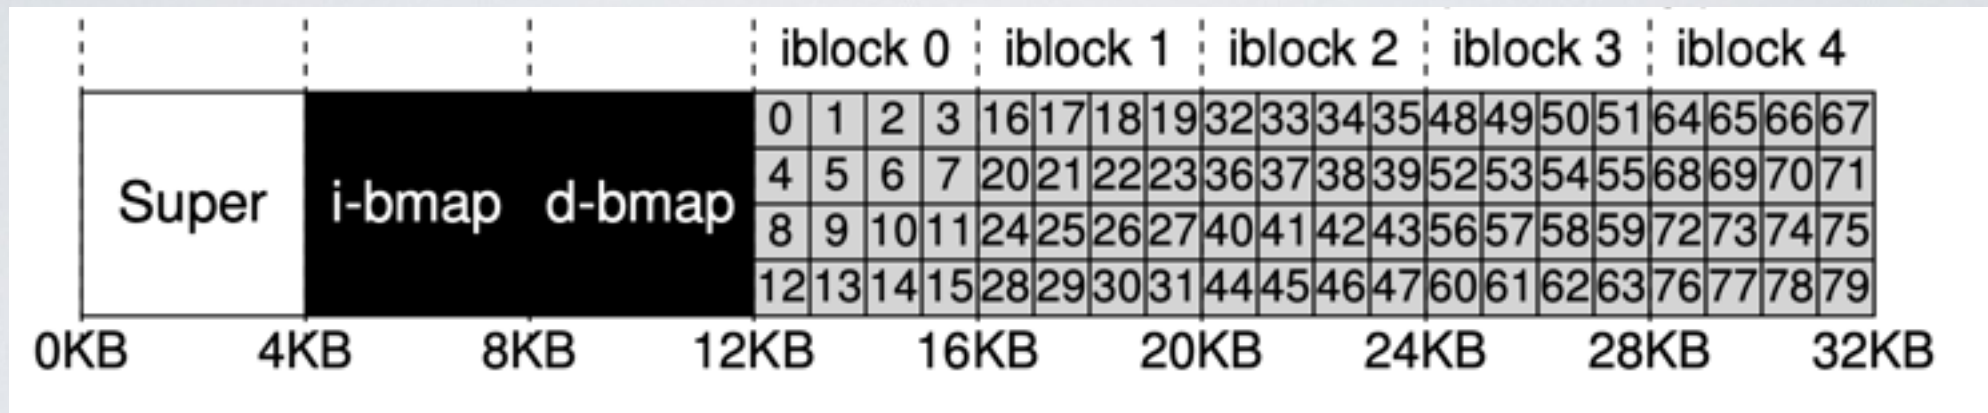 iblock 0 iblock 1 iblock 2 iblock 3 iblock 4
0 1 2 3 16 17 18 19 32 33 34 35 48 49 50 51 64 65 66 67
4 5 6 7 20 21 22 23 36 37 38 39 52 53 54 55 68 69 70 71
Super i-bmap d-bmap
8 9 10 11 24 25 26 27 40 41 42 43 56 57 58 59 72 73 74 75
12 13 14 15 28 29 30 31 44 45 46 47 60 61 62 63 76 77 78 79
0KB 4KB 8KB 12KB 16KB 20KB 24KB 28KB 32KB